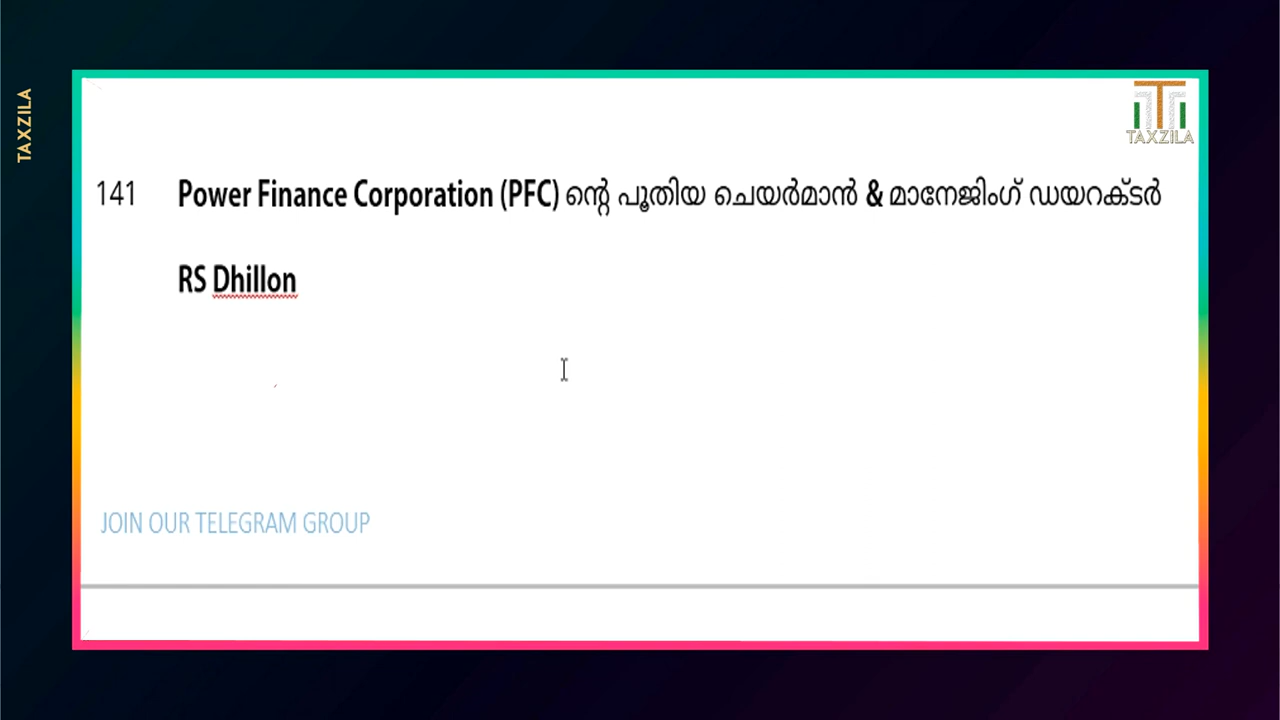 TAXZILA
TAXZILA
141 Power Finance Corporation (PFC) ന്റെ പൂതിയ ചെയർമാൻ & മാനേജിംഗ് ഡയറക്ടർ
RS Dhillon
JOIN OUR TELEGRAM GROUP